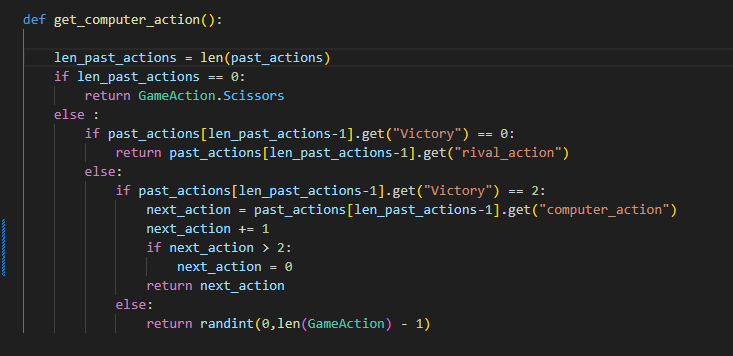 def get_computer_action():
len_past_actions = len(past_actions)
if len_past_actions == 0:
return GameAction.Scissors
else :
if past_actions[len_past_actions-1].get("Victory") == 0:
return past_actions[len_past_actions-1].get("rival_action")
else:
if past_actions[len_past_actions-1].get("Victory") == 2:
next_action = past_actions[len_past_actions-1].get("computer_action")
next_action += 1
if next_action > 2:
next_action = 0
return next_action
else:
return randint(0,len(GameAction) - 1)